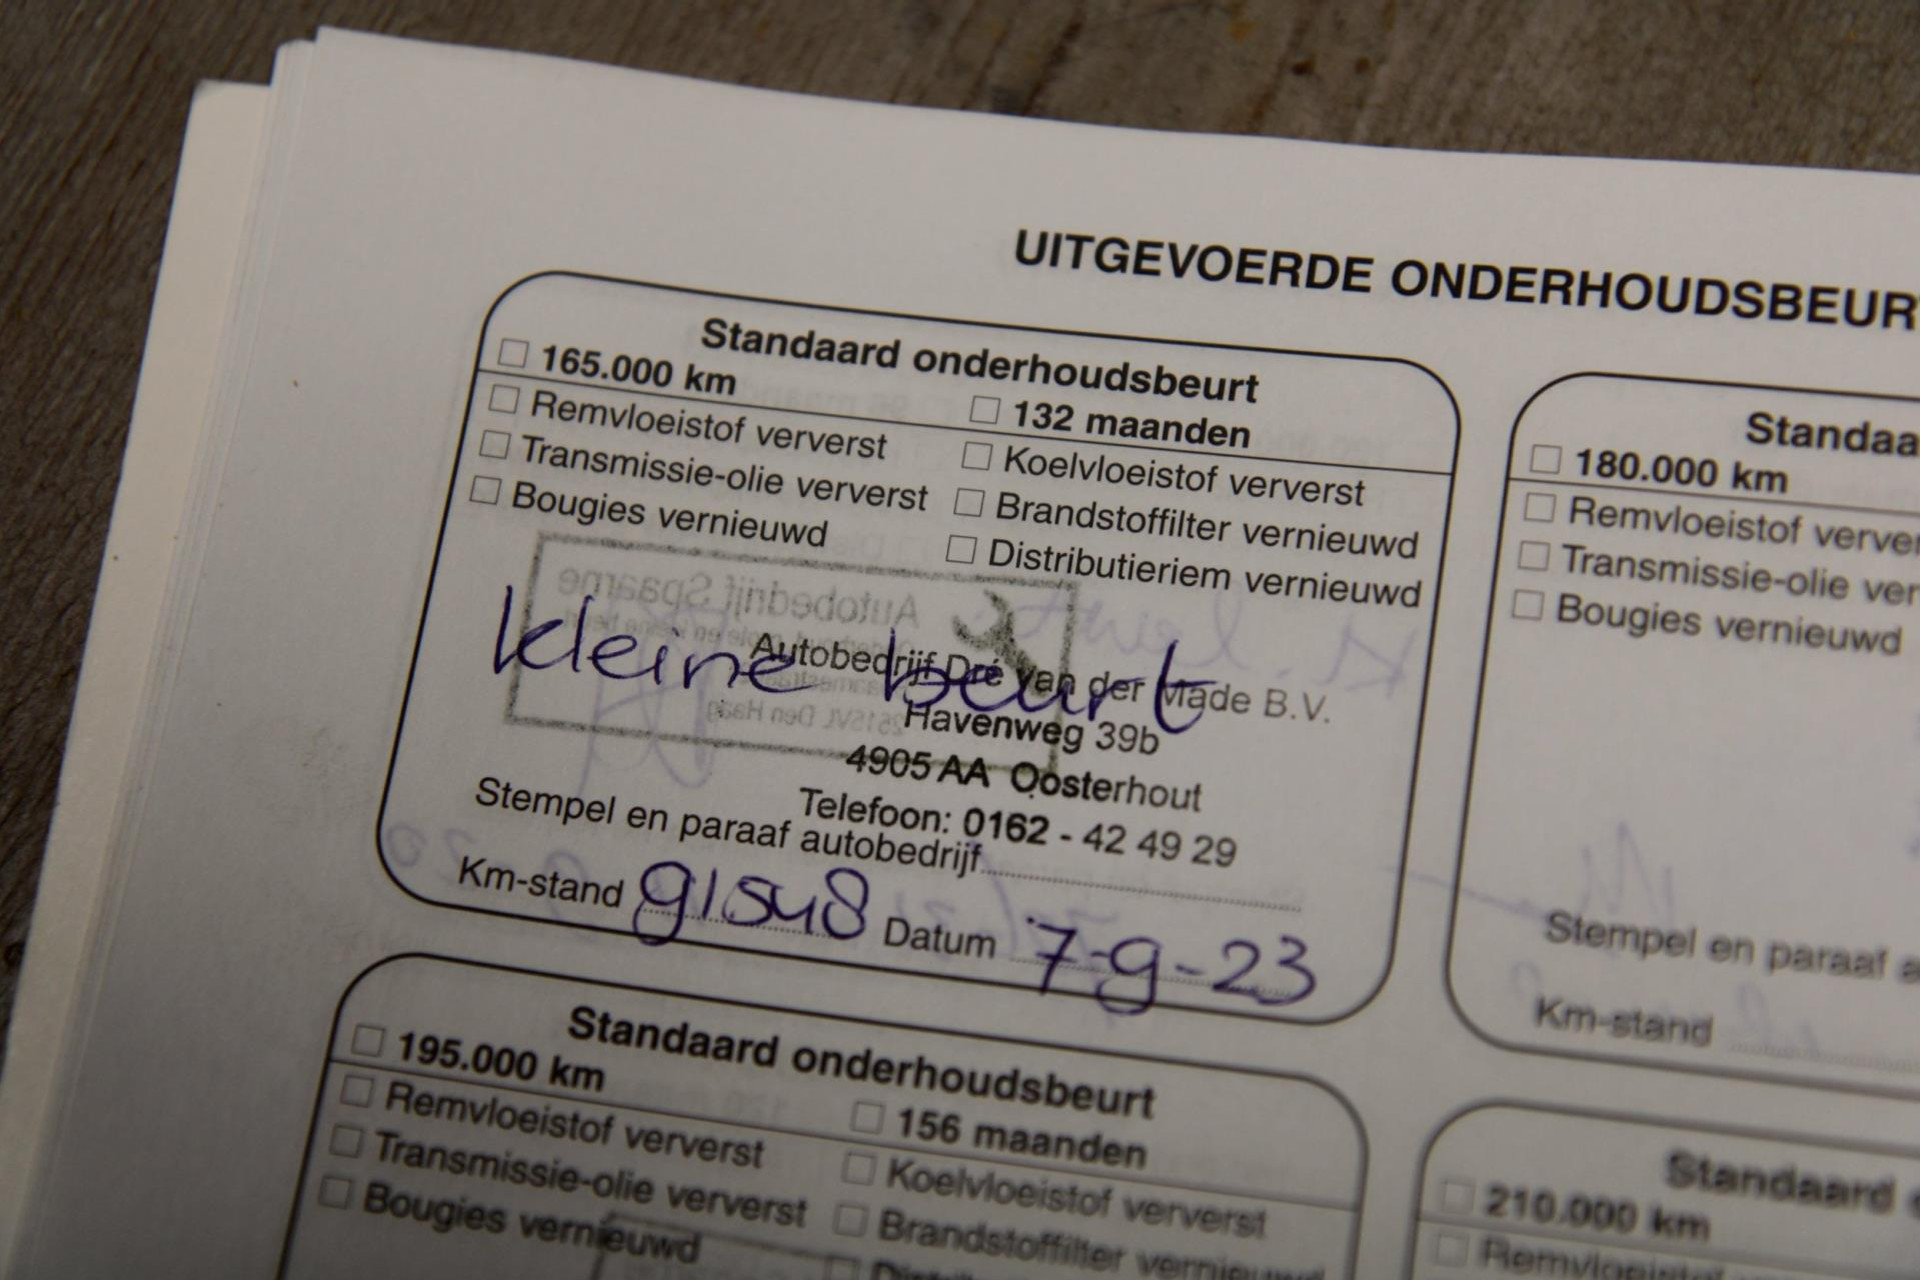 UITGEVOERDE ONDERHOUDSBEUR
Standaard onderhoudsbeurt
165.000 km
132 maanden
Remvloeistof ververst
Koelvloeistof ververst
Transmissie-olie ververst
Brandstoffilter vernieuwd
Bougies vernieuwd
Distributieriem vernieuwd
kleine beurt
Autobedrijf Dré van der Made B.V.
Havenweg 39b
4905 AA Oosterhout
Telefoon: 0162 - 42 49 29
Stempel en paraaf autobedrijf
Km-stand 91548 Datum 7-9-23
Standaa
180.000 km
Remvloeistof verver
Transmissie-olie ver
Bougies vernieuwd
Stempel en paraaf a
Km-stand
Standaard onderhoudsbeurt
195.000 km
156 maanden
Remvloeistof ververst
Koelvloeistof ververst
Transmissie-olie ververst
Brandstoffilter vernieuwd
Bougies vernieuwd
Standaard
210.000 km
Remvloeistof